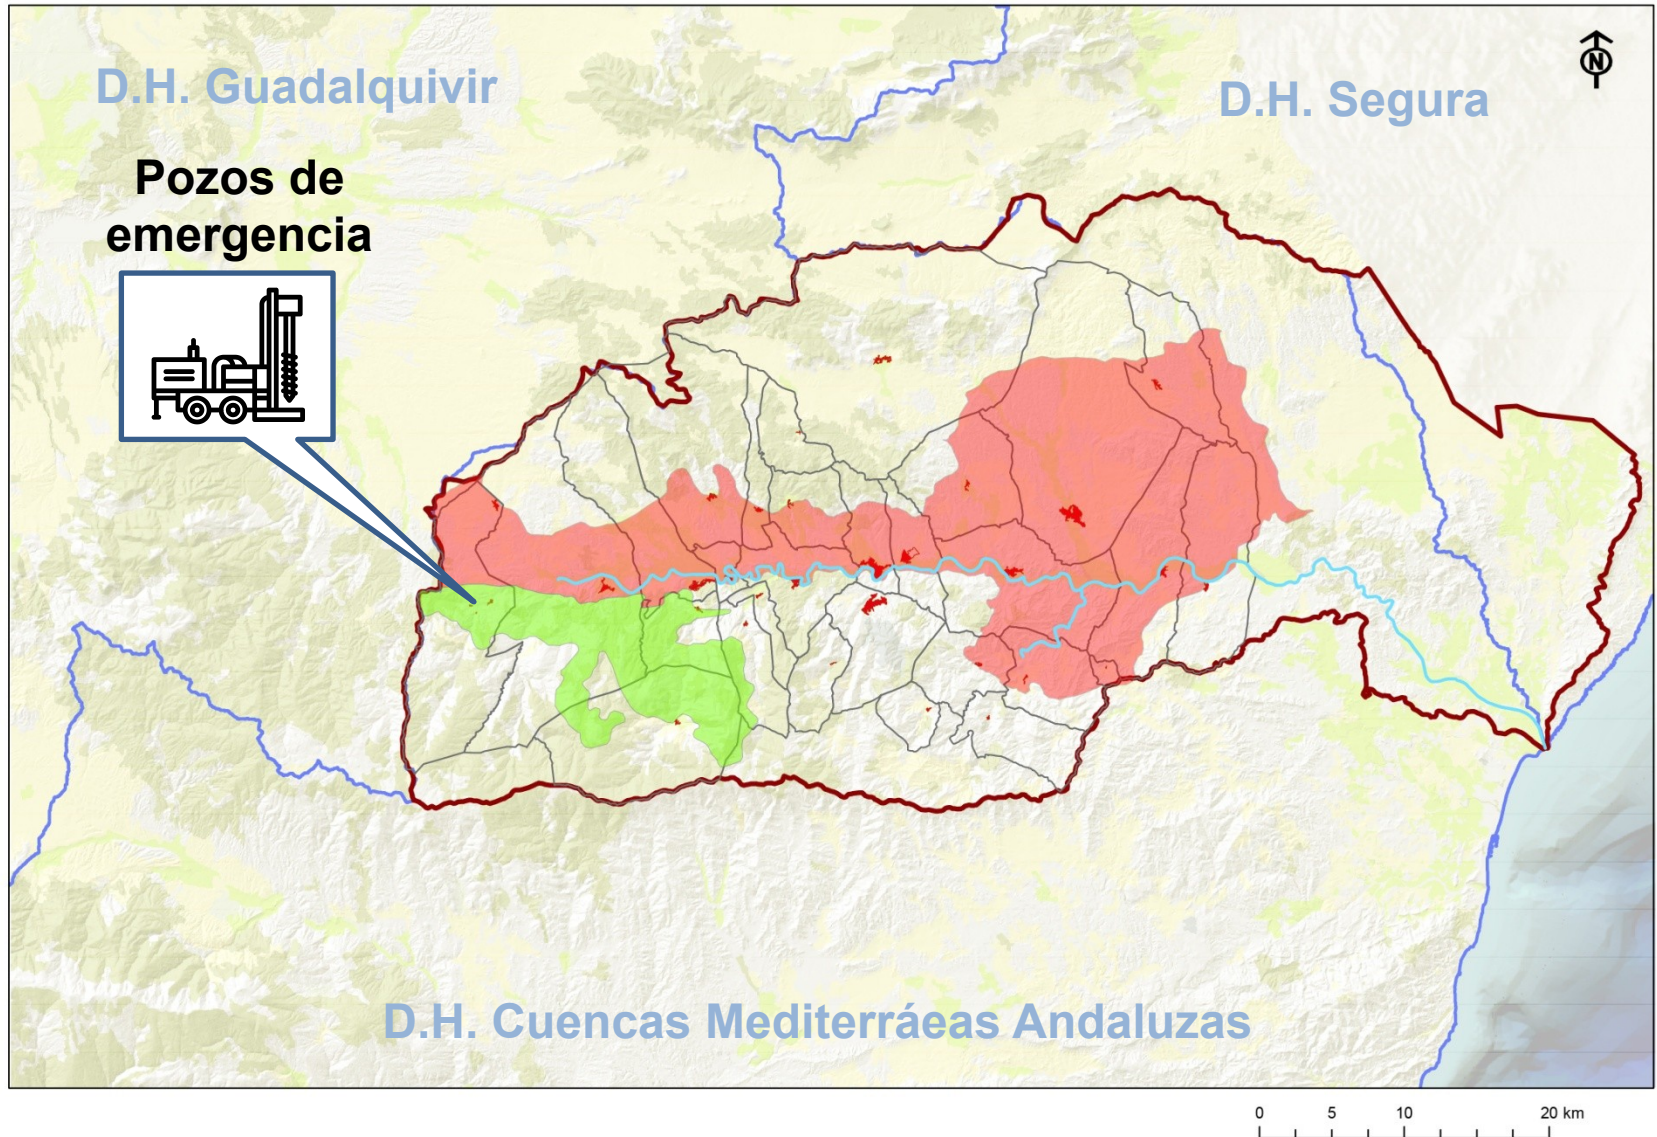 D.H. Guadalquivir
D.H. Segura
N
Pozos de
emergencia
D.H. Cuencas Mediterráeas Andaluzas
0 5 10 20 km